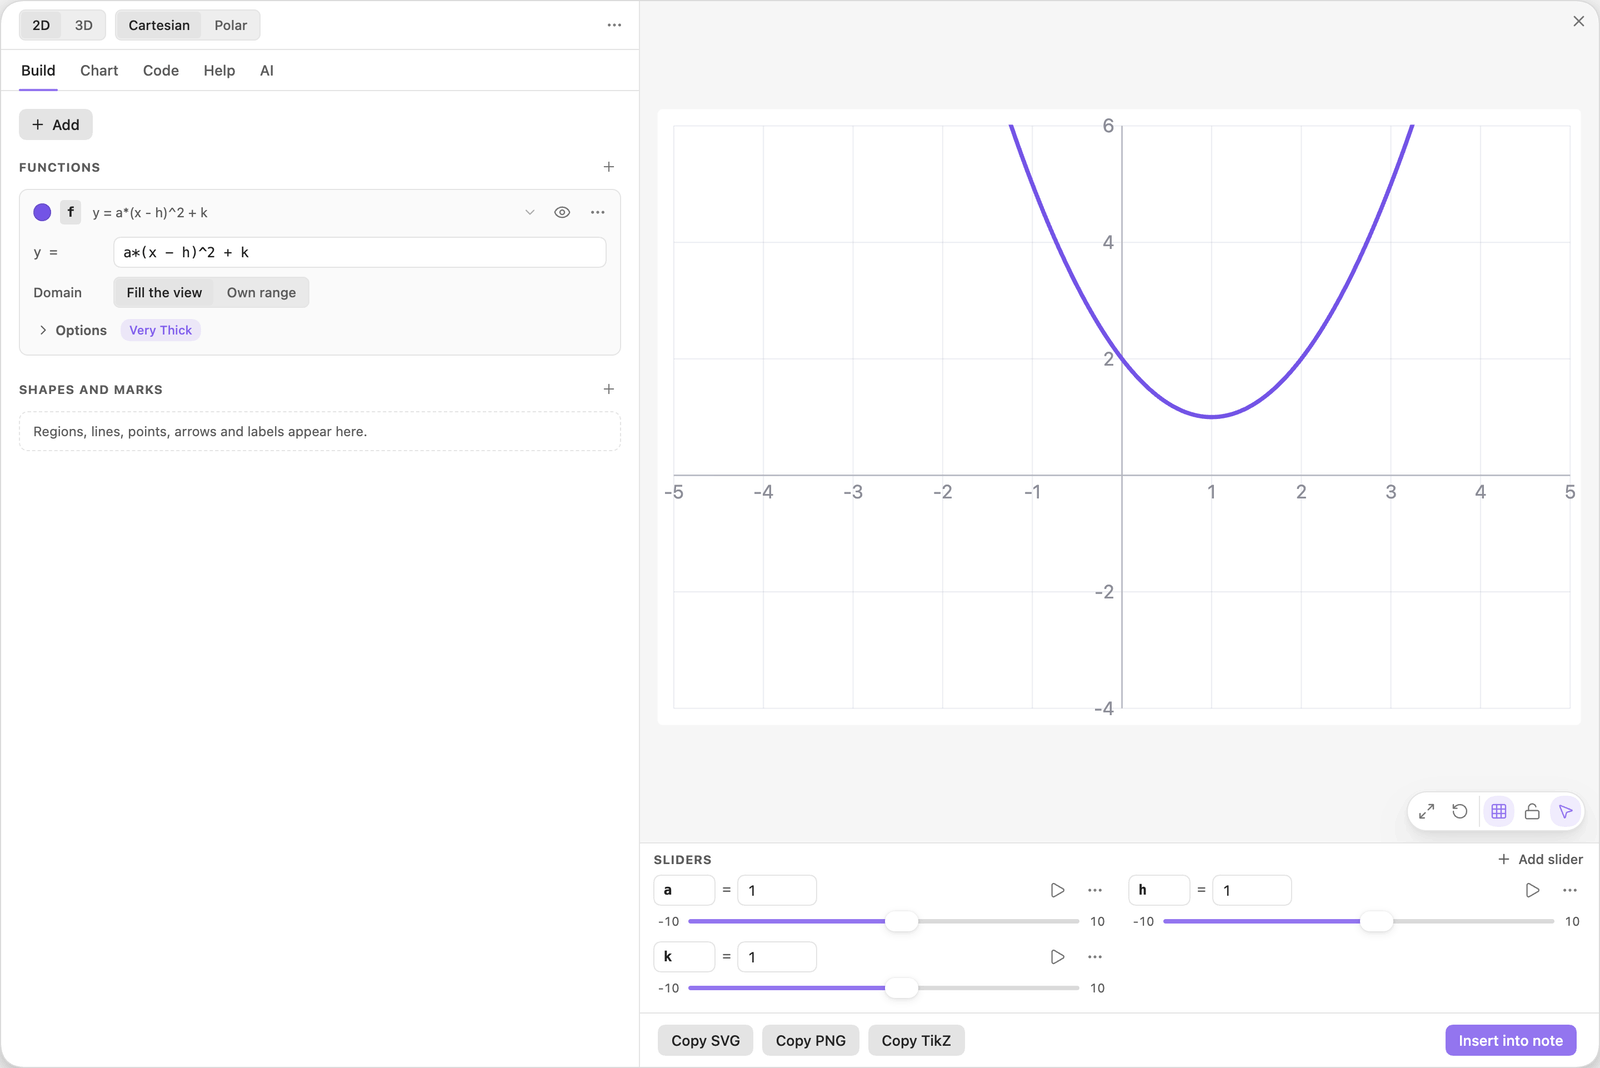 2D 3D Cartesian Polar
Build Chart Code Help AI
+ Add
FUNCTIONS
f y = a*(x - h)^2 + k
y = a*(x − h)^2 + k
Domain Fill the view Own range
Options Very Thick
SHAPES AND MARKS
Regions, lines, points, arrows and labels appear here.
6
4
2
-5 -4 -3 -2 -1 1 2 3 4 5
-2
-4
SLIDERS + Add slider
a = 1
-10 10
h = 1
-10 10
k = 1
-10 10
Copy SVG Copy PNG Copy TikZ Insert into note